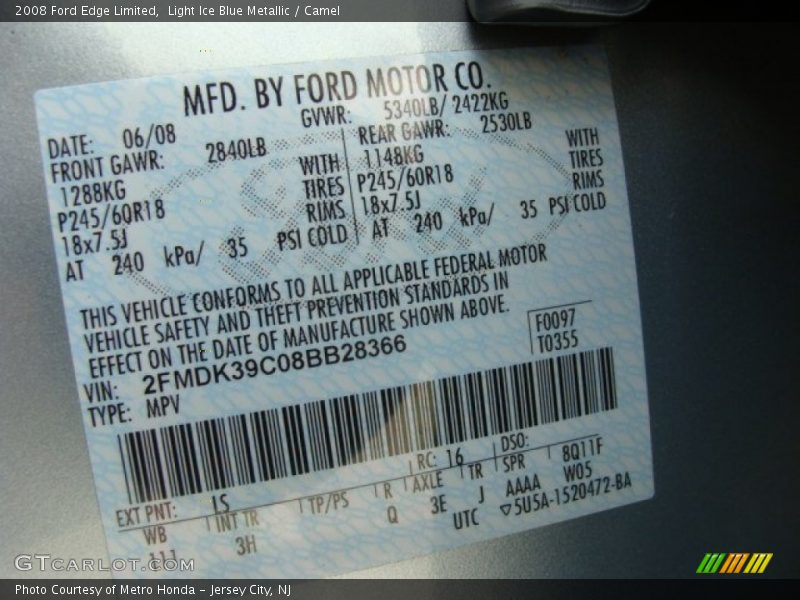 2008 Ford Edge Limited,  Light Ice Blue Metallic / Camel
MFD. BY FORD MOTOR CO.
DATE: 06/08 GVWR: 5340LB/ 2422KG
FRONT GAWR: 2840LB REAR GAWR: 2530LB
1288KG WITH 1148KG WITH
P245/60R18 TIRES P245/60R18 TIRES
18x7.5J RIMS 18x7.5J RIMS
AT 240 kPa/ 35 PSI COLD AT 240 kPa/ 35 PSI COLD
THIS VEHICLE CONFORMS TO ALL APPLICABLE FEDERAL MOTOR
VEHICLE SAFETY AND THEFT PREVENTION STANDARDS IN
EFFECT ON THE DATE OF MANUFACTURE SHOWN ABOVE.
VIN: 2FMDK39C08BB28366 F0097
TYPE: MPV T0355
EXT PNT: IS RC: 16 DSO:
WB INT TR TP/PS R AXLE TR SPR 8Q11F
111 3H Q 3E J AAAA W05
UTC ▽5U5A-1520472-BA
GTCARLOT.COM
Photo Courtesy of Metro Honda – Jersey City, NJ